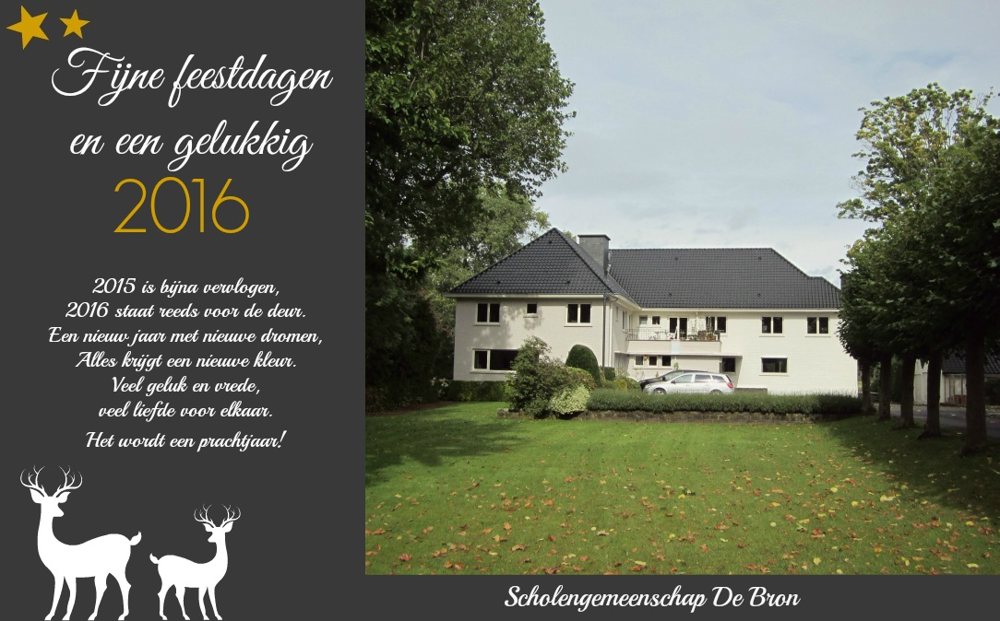 Fijne feestdagen
en een gelukkig
2016
2015 is bijna vervlogen,
2016 staat reeds voor de deur.
Een nieuw jaar met nieuwe dromen,
Alles krijgt een nieuwe kleur.
Veel geluk en vrede,
veel liefde voor elkaar.
Het wordt een prachtjaar!
Scholengemeenschap De Bron